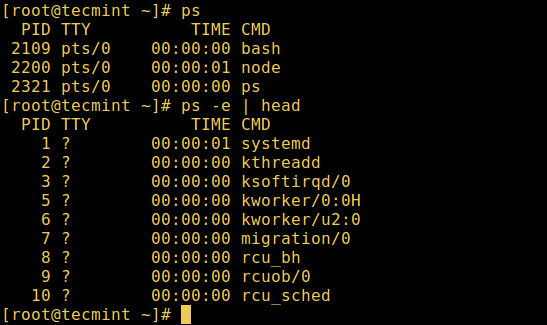 [root@tecmint ~]# ps
  PID TTY          TIME CMD
 2109 pts/0    00:00:00 bash
 2200 pts/0    00:00:01 node
 2321 pts/0    00:00:00 ps
[root@tecmint ~]# ps -e | head
  PID TTY          TIME CMD
    1 ?        00:00:01 systemd
    2 ?        00:00:00 kthreadd
    3 ?        00:00:00 ksoftirqd/0
    5 ?        00:00:00 kworker/0:0H
    6 ?        00:00:00 kworker/u2:0
    7 ?        00:00:00 migration/0
    8 ?        00:00:00 rcu_bh
    9 ?        00:00:00 rcuob/0
   10 ?        00:00:00 rcu_sched
[root@tecmint ~]#